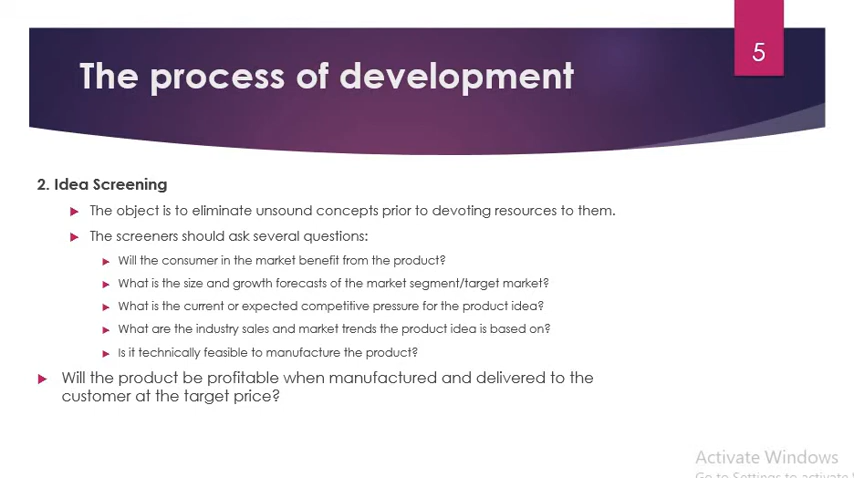 5
The process of development
2. Idea Screening
The object is to eliminate unsound concepts prior to devoting resources to them.
The screeners should ask several questions:
Will the consumer in the market benefit from the product?
What is the size and growth forecasts of the market segment/target market?
What is the current or expected competitive pressure for the product idea?
What are the industry sales and market trends the product idea is based on?
Is it technically feasible to manufacture the product?
Will the product be profitable when manufactured and delivered to the
customer at the target price?
Activate Windows
Go to Settings to activate